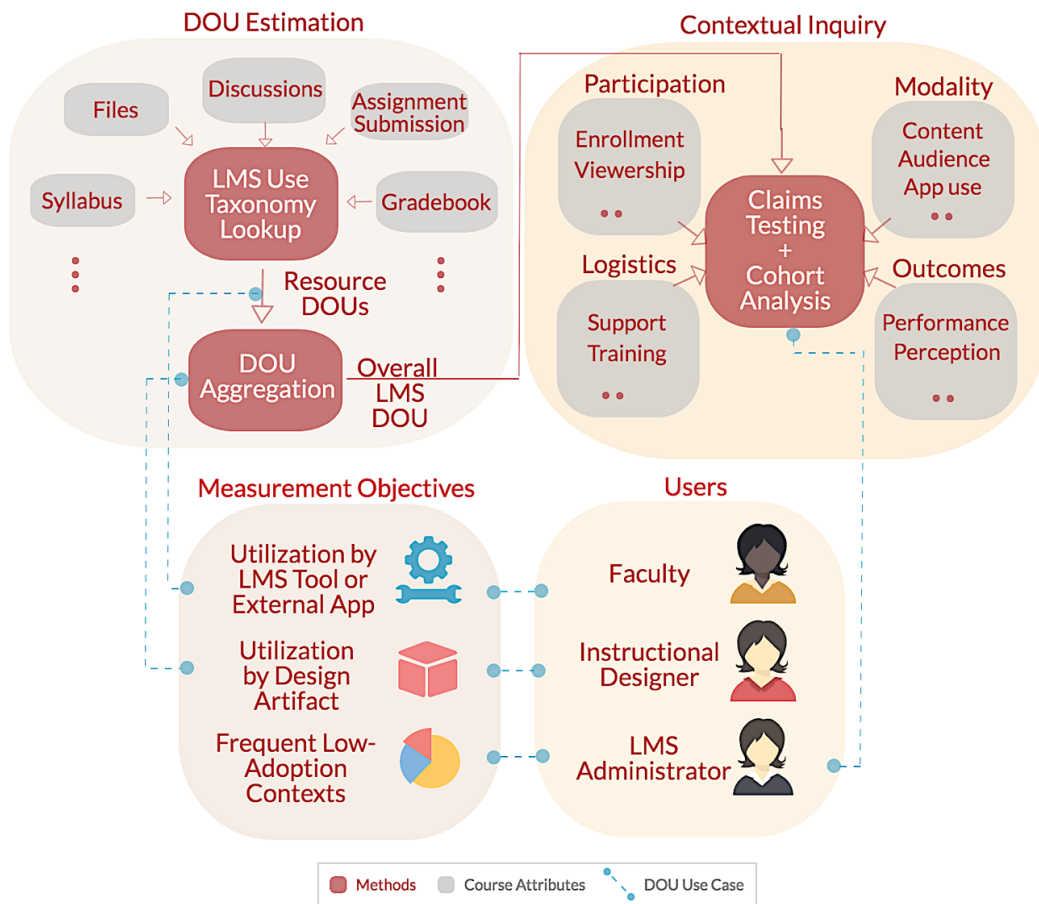 DOU Estimation
Files
Discussions
Assignment
Submission
Syllabus
LMS Use
Taxonomy
Lookup
Gradebook
Resource
DOUs
DOU
Aggregation
Overall
LMS
DOU
Contextual Inquiry
Participation
Enrollment
Viewership
Modality
Content
Audience
App use
Claims
Testing
+
Cohort
Analysis
Logistics
Support
Training
Outcomes
Performance
Perception
Measurement Objectives
Utilization by
LMS Tool or
External App
Utilization
by Design
Artifact
Frequent Low-
Adoption
Contexts
Users
Faculty
Instructional
Designer
LMS
Administrator
Methods
Course Attributes
DOU Use Case